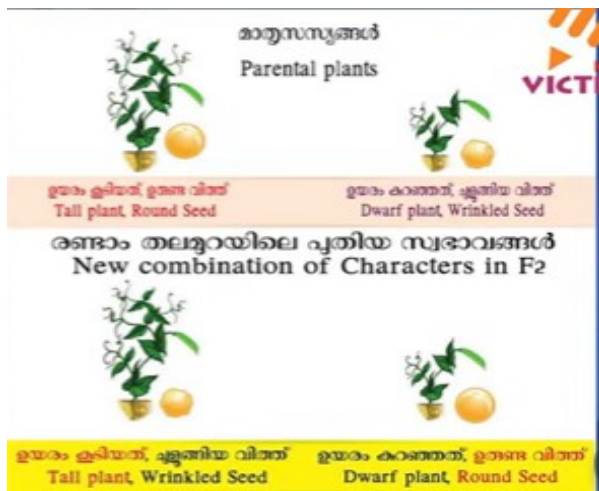 മാതൃസസ്യങ്ങൾ
Parental plants
ഉയരം കൂടിയത്, ഉരുണ്ട വിത്ത്
Tall plant, Round Seed
ഉയരം കുറഞ്ഞത്, ചുളുങ്ങിയ വിത്ത്
Dwarf plant, Wrinkled Seed
രണ്ടാം തലമുറയിലെ പുതിയ സ്വഭാവങ്ങൾ
New combination of Characters in F2
ഉയരം കൂടിയത്, ചുളുങ്ങിയ വിത്ത്
Tall plant, Wrinkled Seed
ഉയരം കുറഞ്ഞത്, ഉരുണ്ട വിത്ത്
Dwarf plant, Round Seed